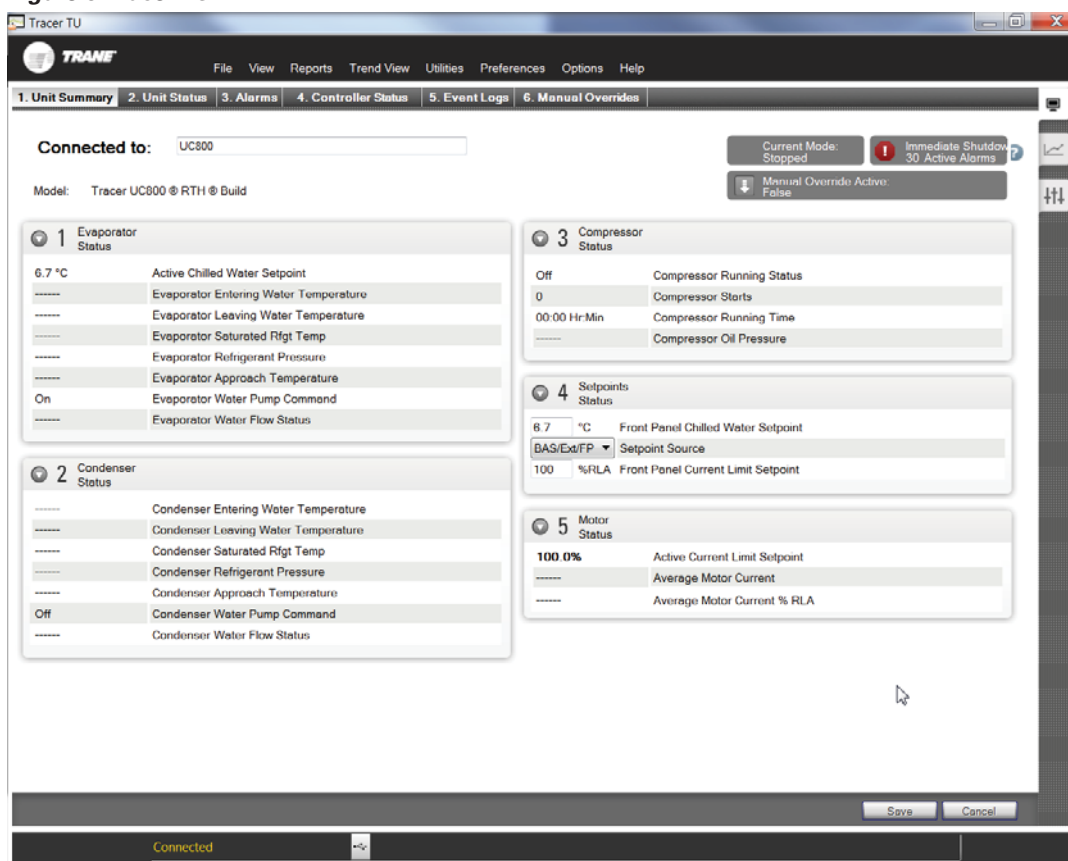 Tracer TU
TRANE
File View Reports Trend View Utilities Preferences Options Help
1. Unit Summary 2. Unit Status 3. Alarms 4. Controller Status 5. Event Logs 6. Manual Overrides
Connected to: UC800
Current Mode:
Stopped
Immediate Shutdow
30 Active Alarms
Model: Tracer UC800 ® RTH ® Build
Manual Override Active:
False
1 Evaporator
Status
6.7 °C Active Chilled Water Setpoint
------ Evaporator Entering Water Temperature
------ Evaporator Leaving Water Temperature
------ Evaporator Saturated Rfgt Temp
------ Evaporator Refrigerant Pressure
------ Evaporator Approach Temperature
On Evaporator Water Pump Command
------ Evaporator Water Flow Status
2 Condenser
Status
------ Condenser Entering Water Temperature
------ Condenser Leaving Water Temperature
------ Condenser Saturated Rfgt Temp
------ Condenser Refrigerant Pressure
------ Condenser Approach Temperature
Off Condenser Water Pump Command
------ Condenser Water Flow Status
3 Compressor
Status
Off Compressor Running Status
0 Compressor Starts
00:00 Hr:Min Compressor Running Time
------ Compressor Oil Pressure
4 Setpoints
Status
6.7 °C Front Panel Chilled Water Setpoint
BAS/Ext/FP Setpoint Source
100 %RLA Front Panel Current Limit Setpoint
5 Motor
Status
100.0% Active Current Limit Setpoint
------ Average Motor Current
------ Average Motor Current % RLA
Save Cancel
Connected